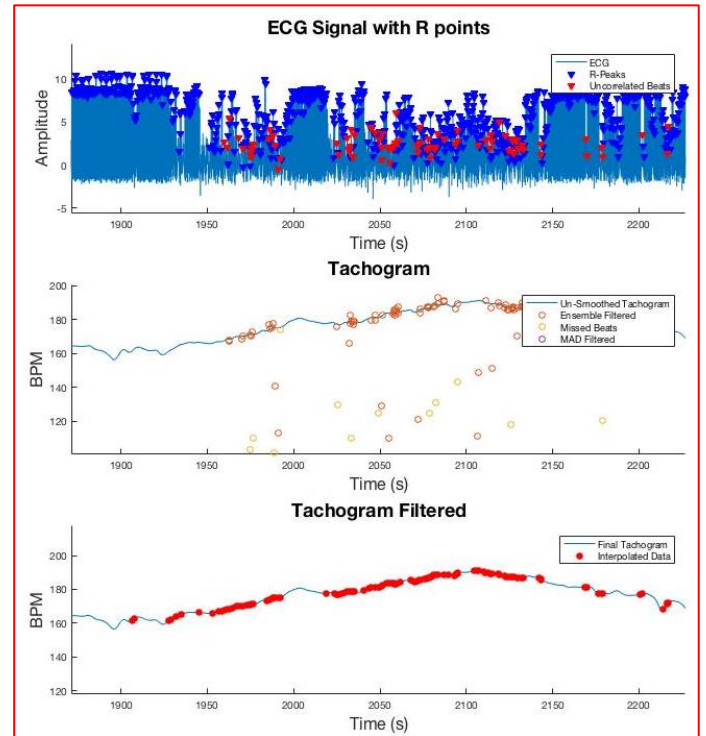 ECG Signal with R points
ECG
R-Peaks
Uncorrelated Beats
10
5
0
-5
Amplitude
1900 1950 2000 2050 2100 2150 2200
Time (s)
Tachogram
Un-Smoothed Tachogram
Ensemble Filtered
Missed Beats
MAD Filtered
200
180
160
140
120
BPM
1900 1950 2000 2050 2100 2150 2200
Time (s)
Tachogram Filtered
Final Tachogram
Interpolated Data
200
180
160
140
120
BPM
1900 1950 2000 2050 2100 2150 2200
Time (s)